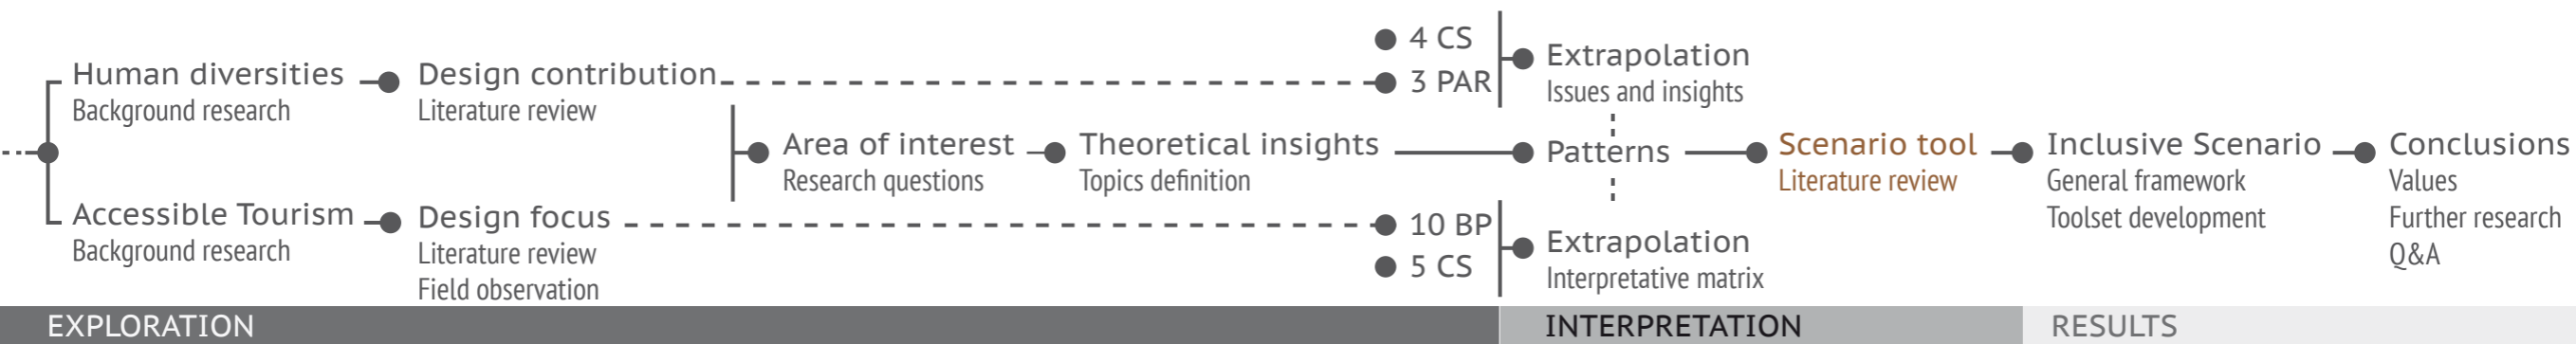 Human diversities
Background research
Design contribution
Literature review
Accessible Tourism
Background research
Design focus
Literature review
Field observation
Area of interest
Research questions
Theoretical insights
Topics definition
4 CS
3 PAR
10 BP
5 CS
Extrapolation
Issues and insights
Patterns
Extrapolation
Interpretative matrix
Scenario tool
Literature review
Inclusive Scenario
General framework
Toolset development
Conclusions
Values
Further research
Q&A
EXPLORATION
INTERPRETATION
RESULTS